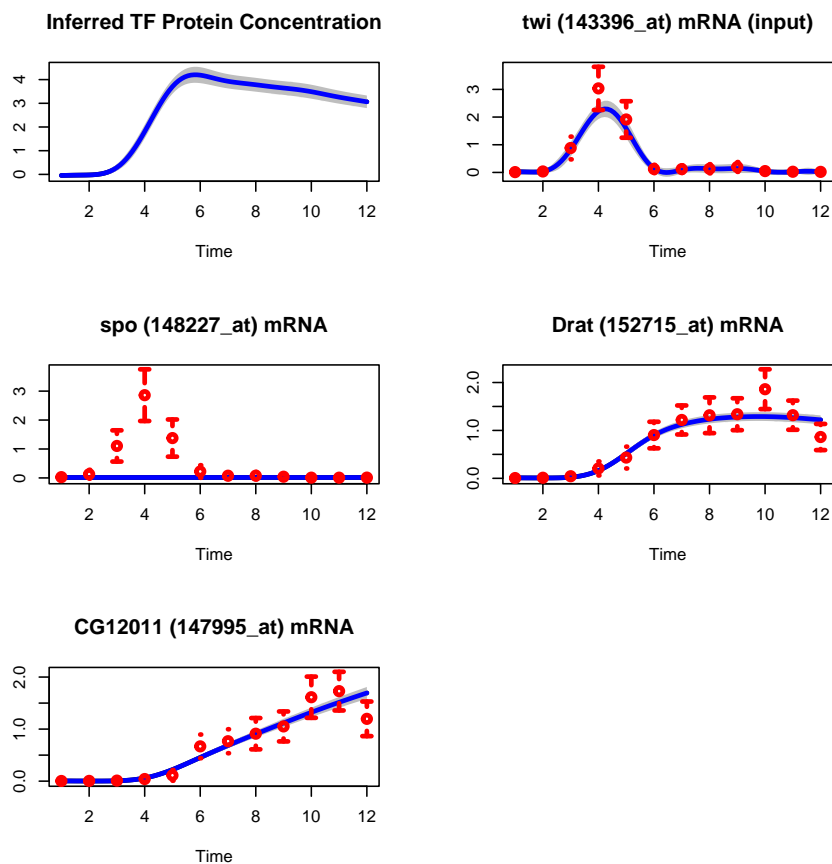 Inferred TF Protein Concentration
4
3
2
1
0
2 4 6 8 10 12
Time
twi (143396_at) mRNA (input)
3
2
1
0
2 4 6 8 10 12
Time
spo (148227_at) mRNA
3
2
1
0
2 4 6 8 10 12
Time
Drat (152715_at) mRNA
2.0
1.0
0.0
2 4 6 8 10 12
Time
CG12011 (147995_at) mRNA
2.0
1.0
0.0
2 4 6 8 10 12
Time